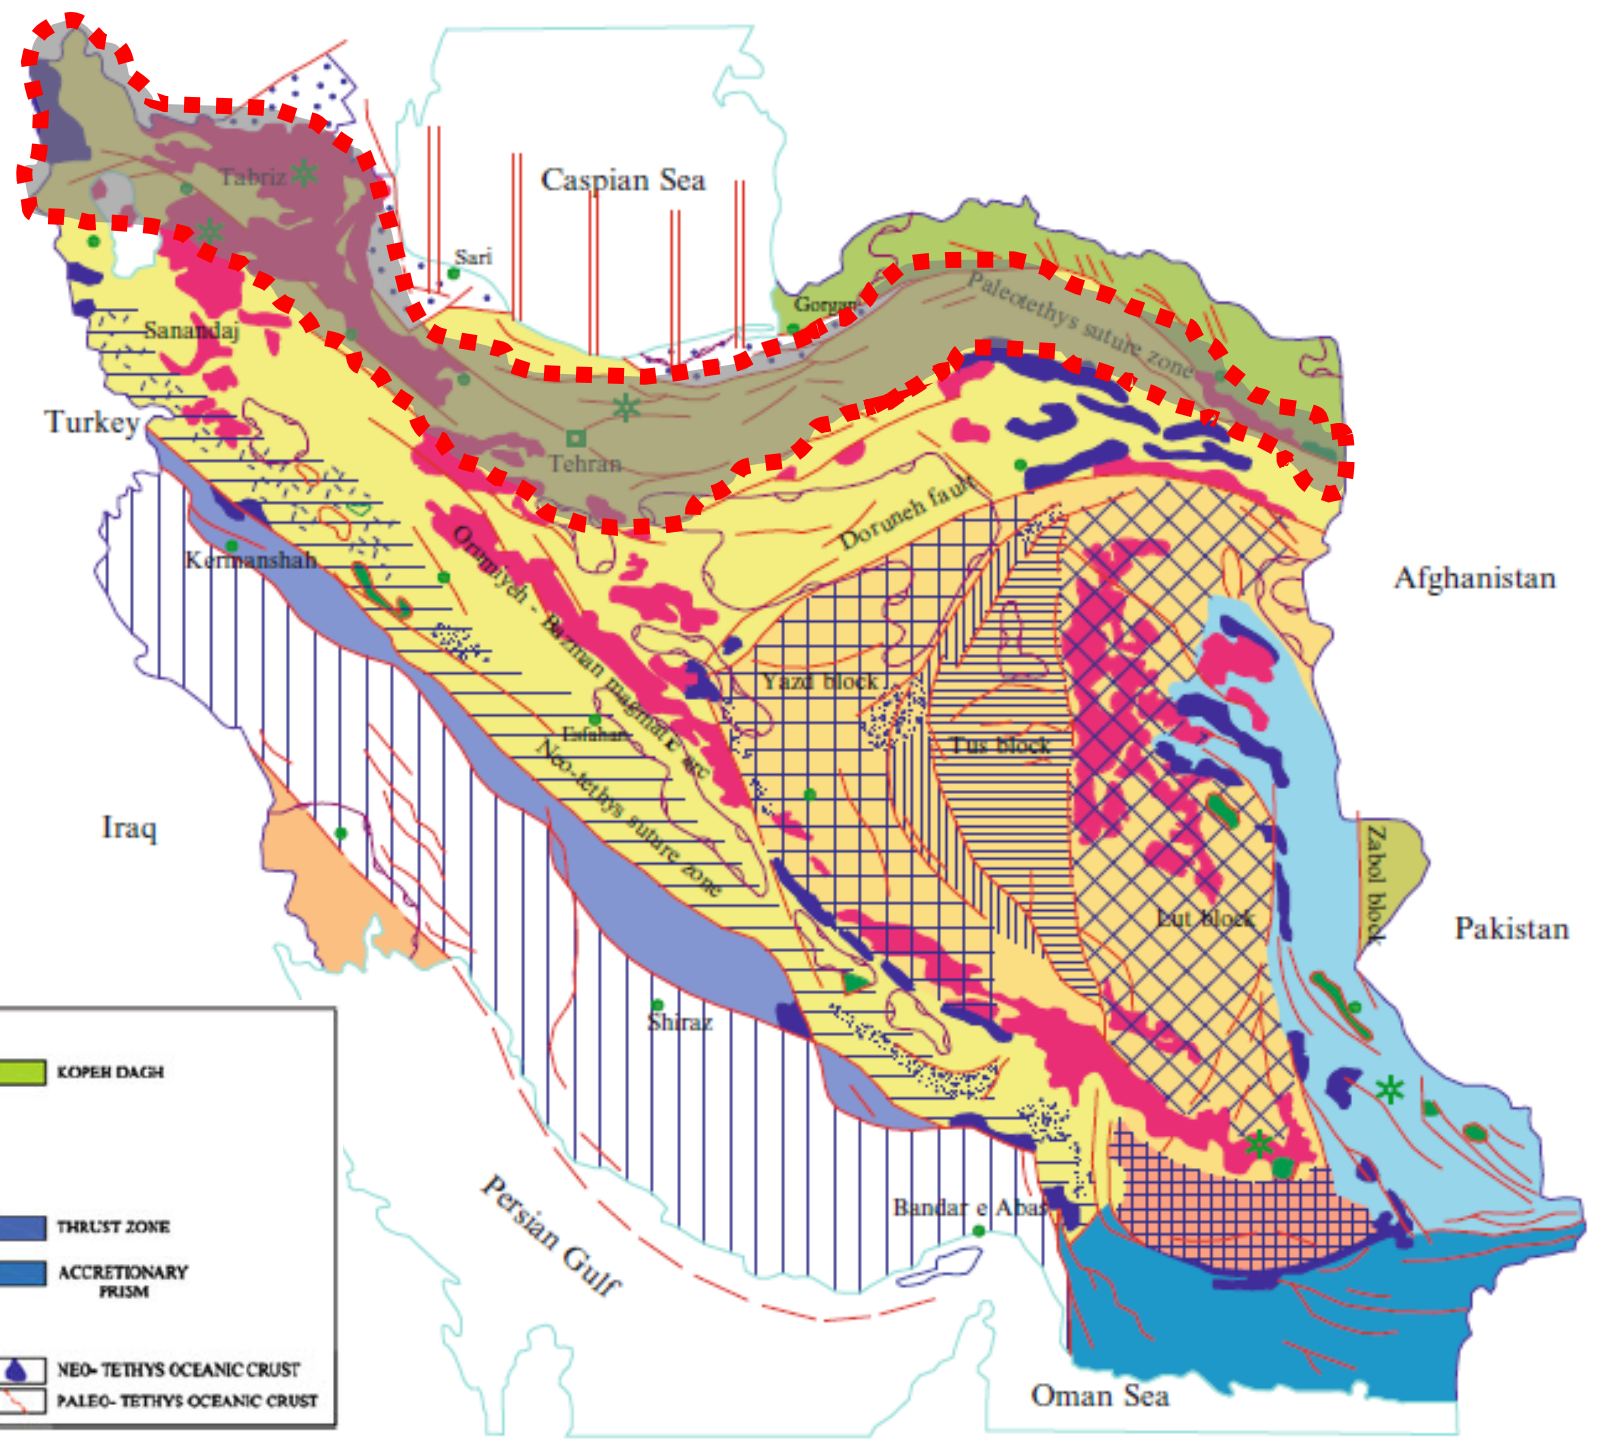 Caspian Sea
Tabriz
Sari
Gorgan
Paleotethys suture zone
Sanandaj
Turkey
Tehran
Doruneh fault
Kermanshah
Orumiyeh - Bazman magmatic arc
Afghanistan
Yazd block
Esfahan
Tus block
Neo-tethys suture zone
Iraq
Zabol block
Lut block
Pakistan
Shiraz
Persian Gulf
Bandar e Abas
Oman Sea
KOPEH DAGH
THRUST ZONE
ACCRETIONARY
PRISM
NEO- TETHYS OCEANIC CRUST
PALEO- TETHYS OCEANIC CRUST